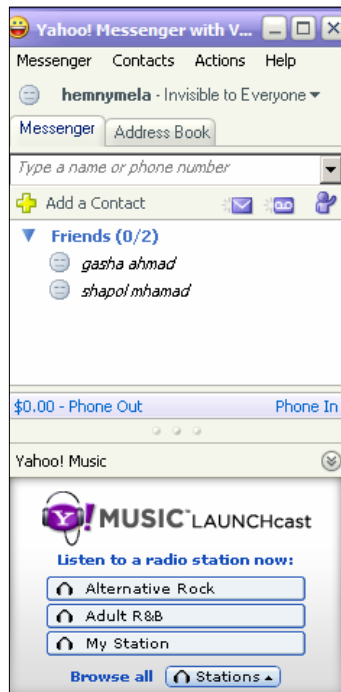 Yahoo! Messenger with V...
Messenger Contacts Actions Help
hemnymela - Invisible to Everyone
Messenger Address Book
Type a name or phone number
Add a Contact
Friends (0/2)
gasha ahmad
shapol mhamad
$0.00 - Phone Out Phone In
Yahoo! Music
Y! MUSIC™ LAUNCHcast
Listen to a radio station now:
Alternative Rock
Adult R&B
My Station
Browse all Stations